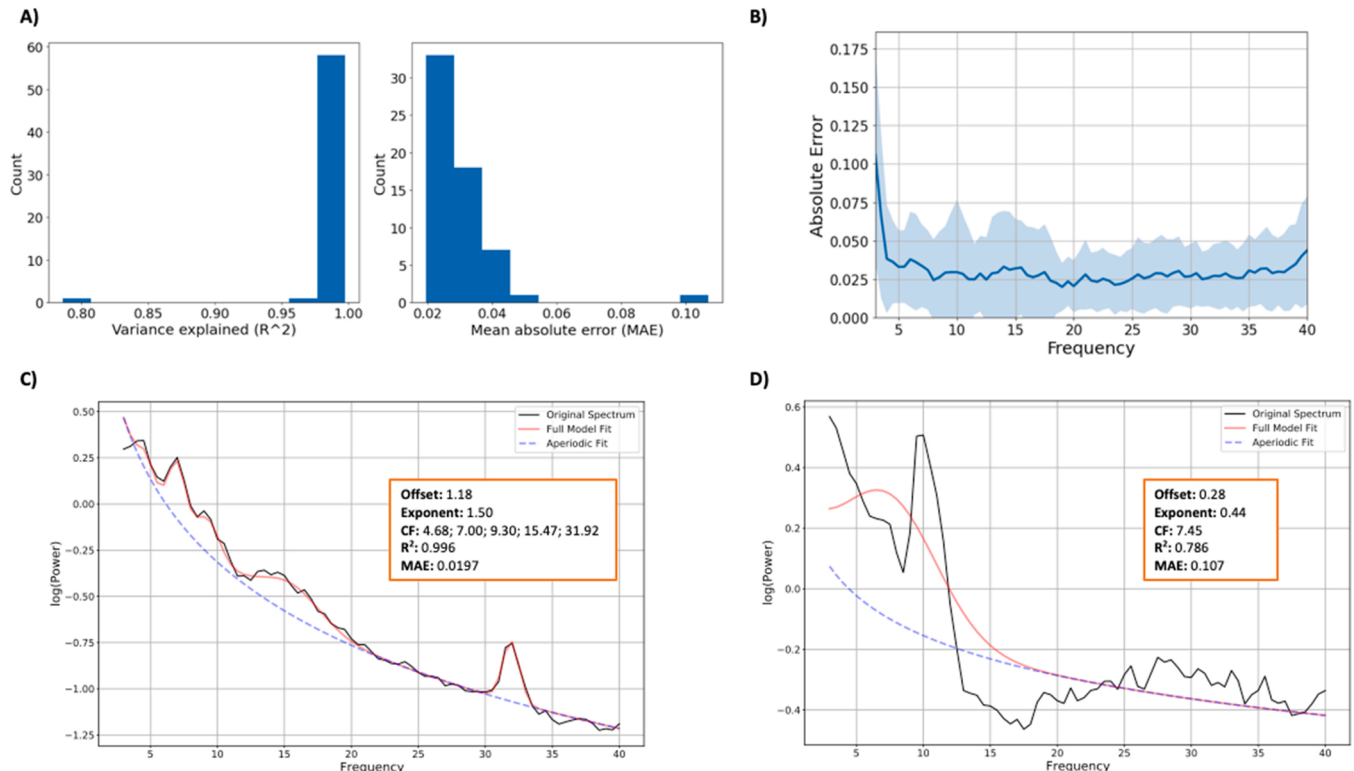 A)
60
50
40
30
20
10
0
Count
0.80 0.85 0.90 0.95 1.00
Variance explained (R^2)
30
25
20
15
10
5
0
Count
0.02 0.04 0.06 0.08 0.10
Mean absolute error (MAE)
B)
0.175
0.150
0.125
0.100
0.075
0.050
0.025
0.000
Absolute Error
5 10 15 20 25 30 35 40
Frequency
C)
0.50
0.25
0.00
−0.25
−0.50
−0.75
−1.00
−1.25
log(Power)
Original Spectrum
Full Model Fit
Aperiodic Fit
Offset: 1.18
Exponent: 1.50
CF: 4.68; 7.00; 9.30; 15.47; 31.92
R²: 0.996
MAE: 0.0197
5 10 15 20 25 30 35 40
Frequency
D)
0.6
0.4
0.2
0.0
−0.2
−0.4
log(Power)
Original Spectrum
Full Model Fit
Aperiodic Fit
Offset: 0.28
Exponent: 0.44
CF: 7.45
R²: 0.786
MAE: 0.107
5 10 15 20 25 30 35 40
Frequency